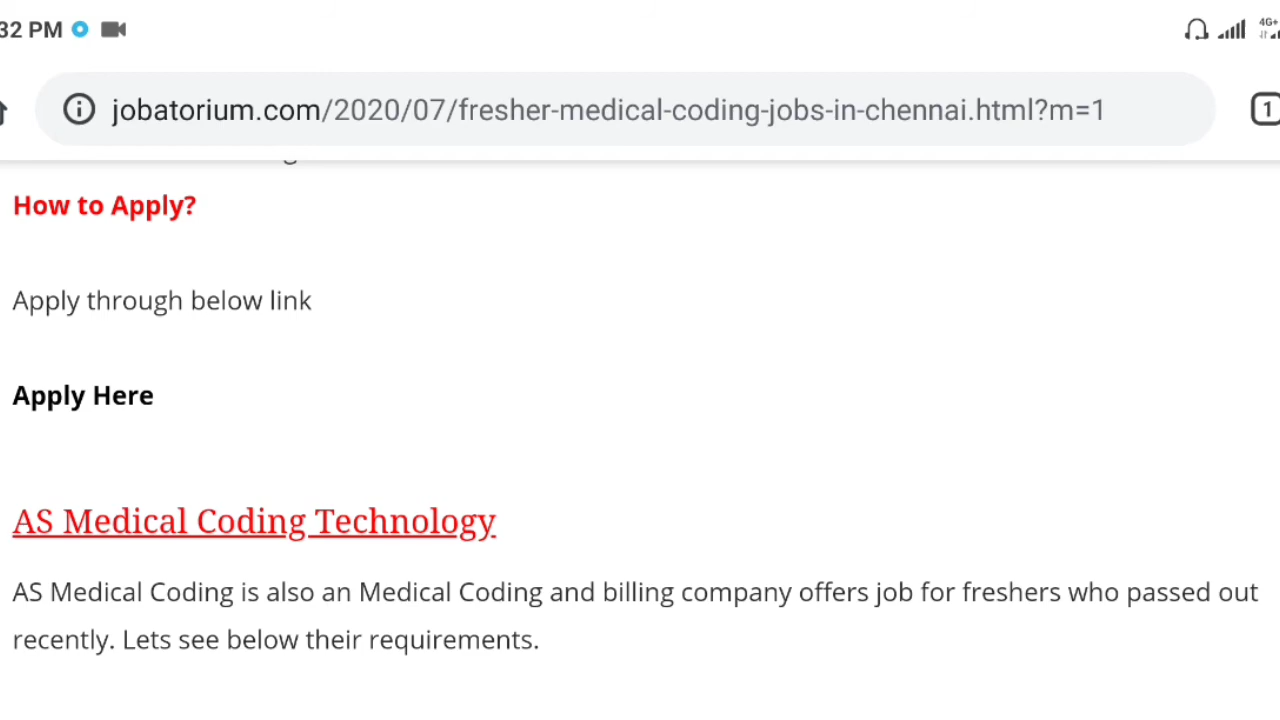 32 PM
4G+
jobatorium.com/2020/07/fresher-medical-coding-jobs-in-chennai.html?m=1
1
How to Apply?
Apply through below link
Apply Here
AS Medical Coding Technology
AS Medical Coding is also an Medical Coding and billing company offers job for freshers who passed out
recently. Lets see below their requirements.